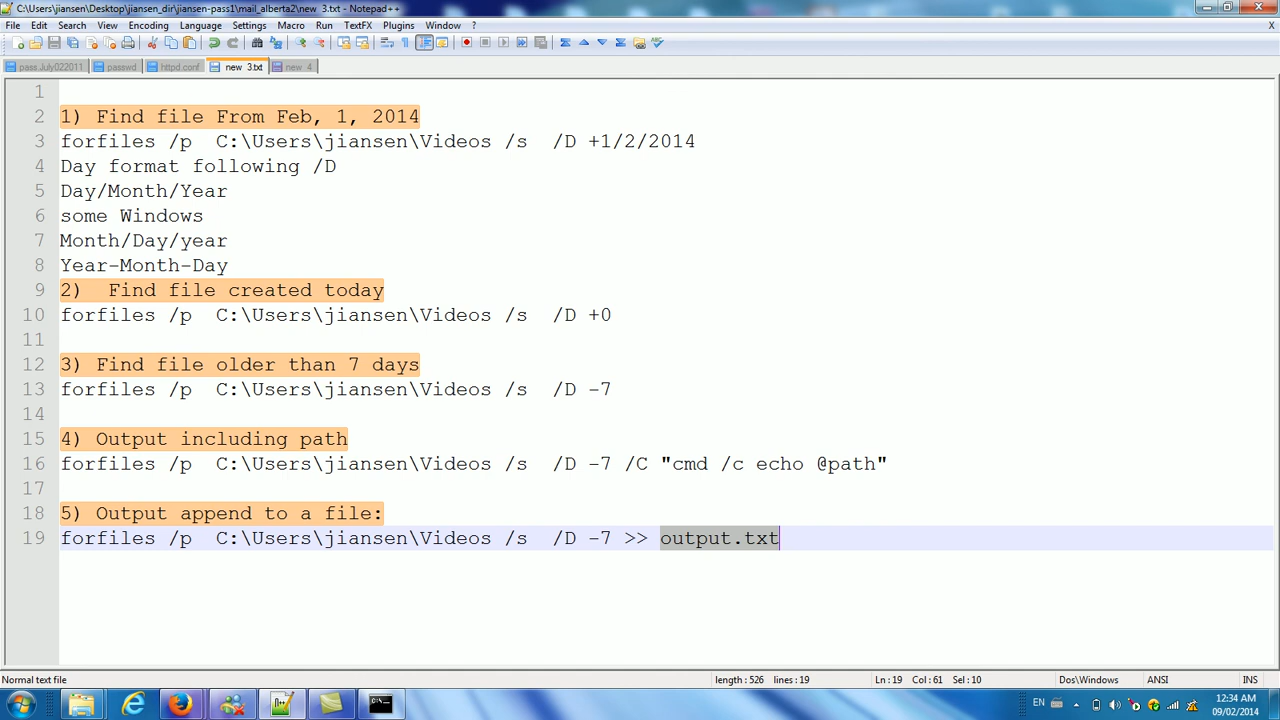 C:\Users\jiansen\Desktop\jiansen_dir\jiansen-pass1\mail_alberta2\new  3.txt - Notepad++
File Edit Search View Encoding Language Settings Macro Run TextFX Plugins Window ? X
pass.July022011 passwd httpd.conf new  3.txt new  4
1
2 1) Find file From Feb, 1, 2014
3 forfiles /p  C:\Users\jiansen\Videos /s  /D +1/2/2014
4 Day format following /D
5 Day/Month/Year
6 some Windows
7 Month/Day/year
8 Year-Month-Day
9 2)  Find file created today
10 forfiles /p  C:\Users\jiansen\Videos /s  /D +0
11
12 3) Find file older than 7 days
13 forfiles /p  C:\Users\jiansen\Videos /s  /D -7
14
15 4) Output including path
16 forfiles /p  C:\Users\jiansen\Videos /s  /D -7 /C "cmd /c echo @path"
17
18 5) Output append to a file:
19 forfiles /p  C:\Users\jiansen\Videos /s  /D -7 >> output.txt
Normal text file length : 526 lines : 19 Ln : 19 Col : 61 Sel : 10 Dos\Windows ANSI INS
EN 12:34 AM
09/02/2014